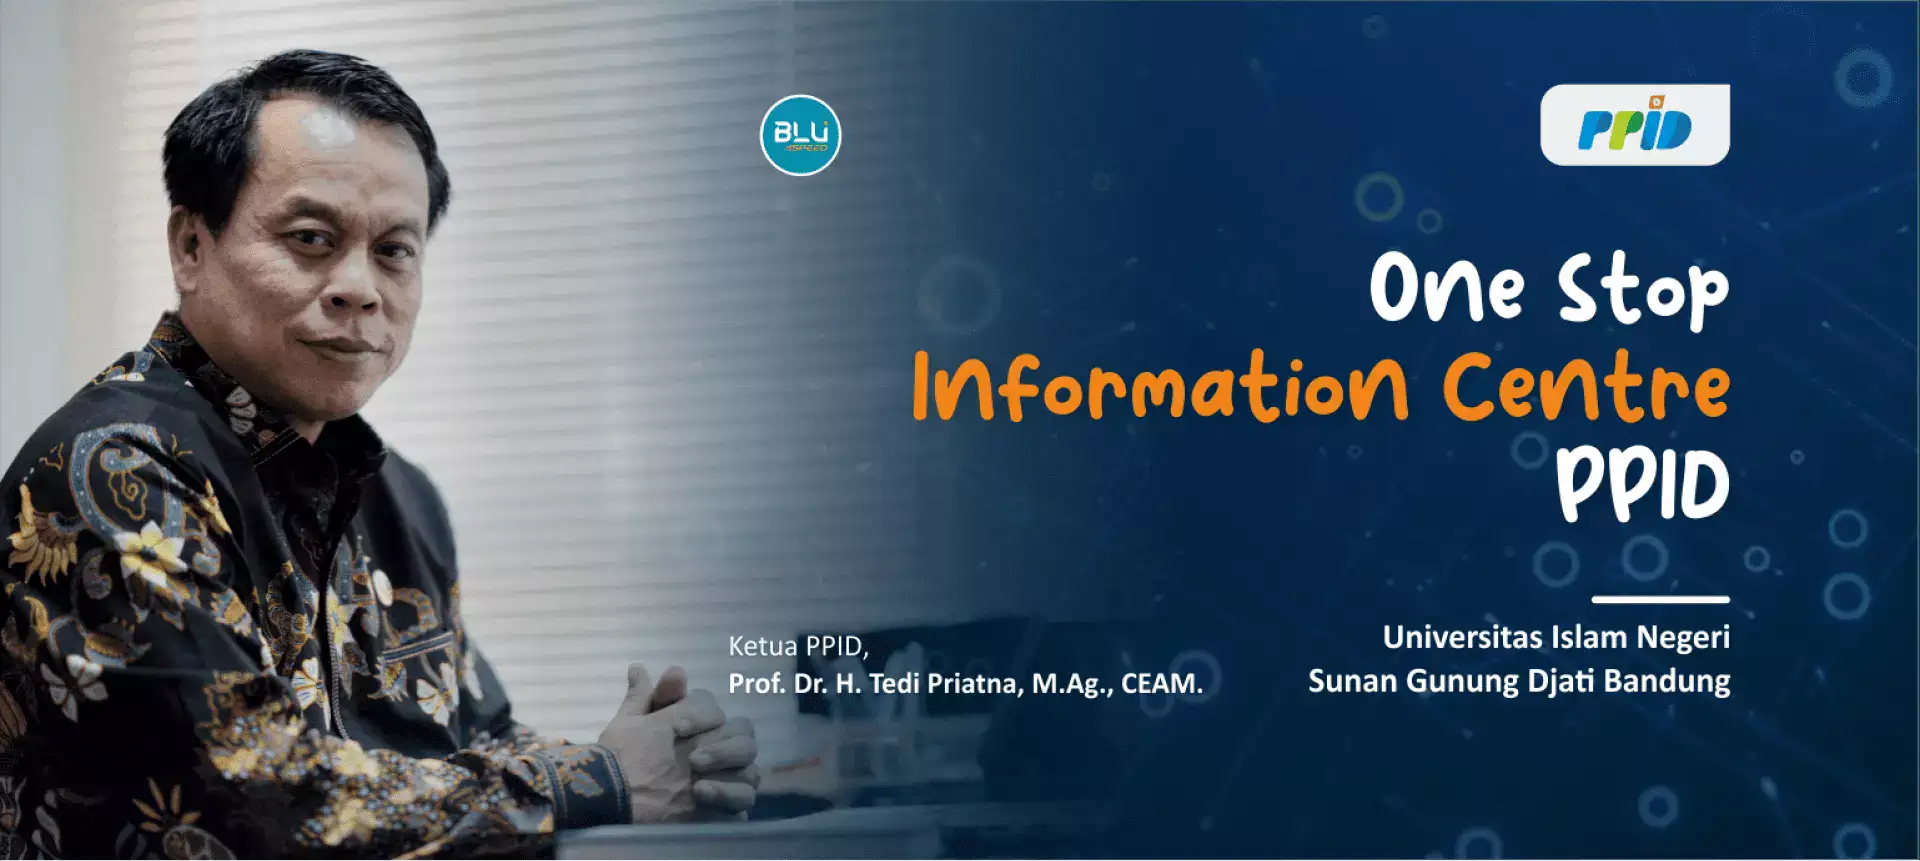 BLU
SPEED
PPID
One Stop
Information Centre
PPID
Ketua PPID,
Prof. Dr. H. Tedi Priatna, M.Ag., CEAM.
Universitas Islam Negeri
Sunan Gunung Djati Bandung